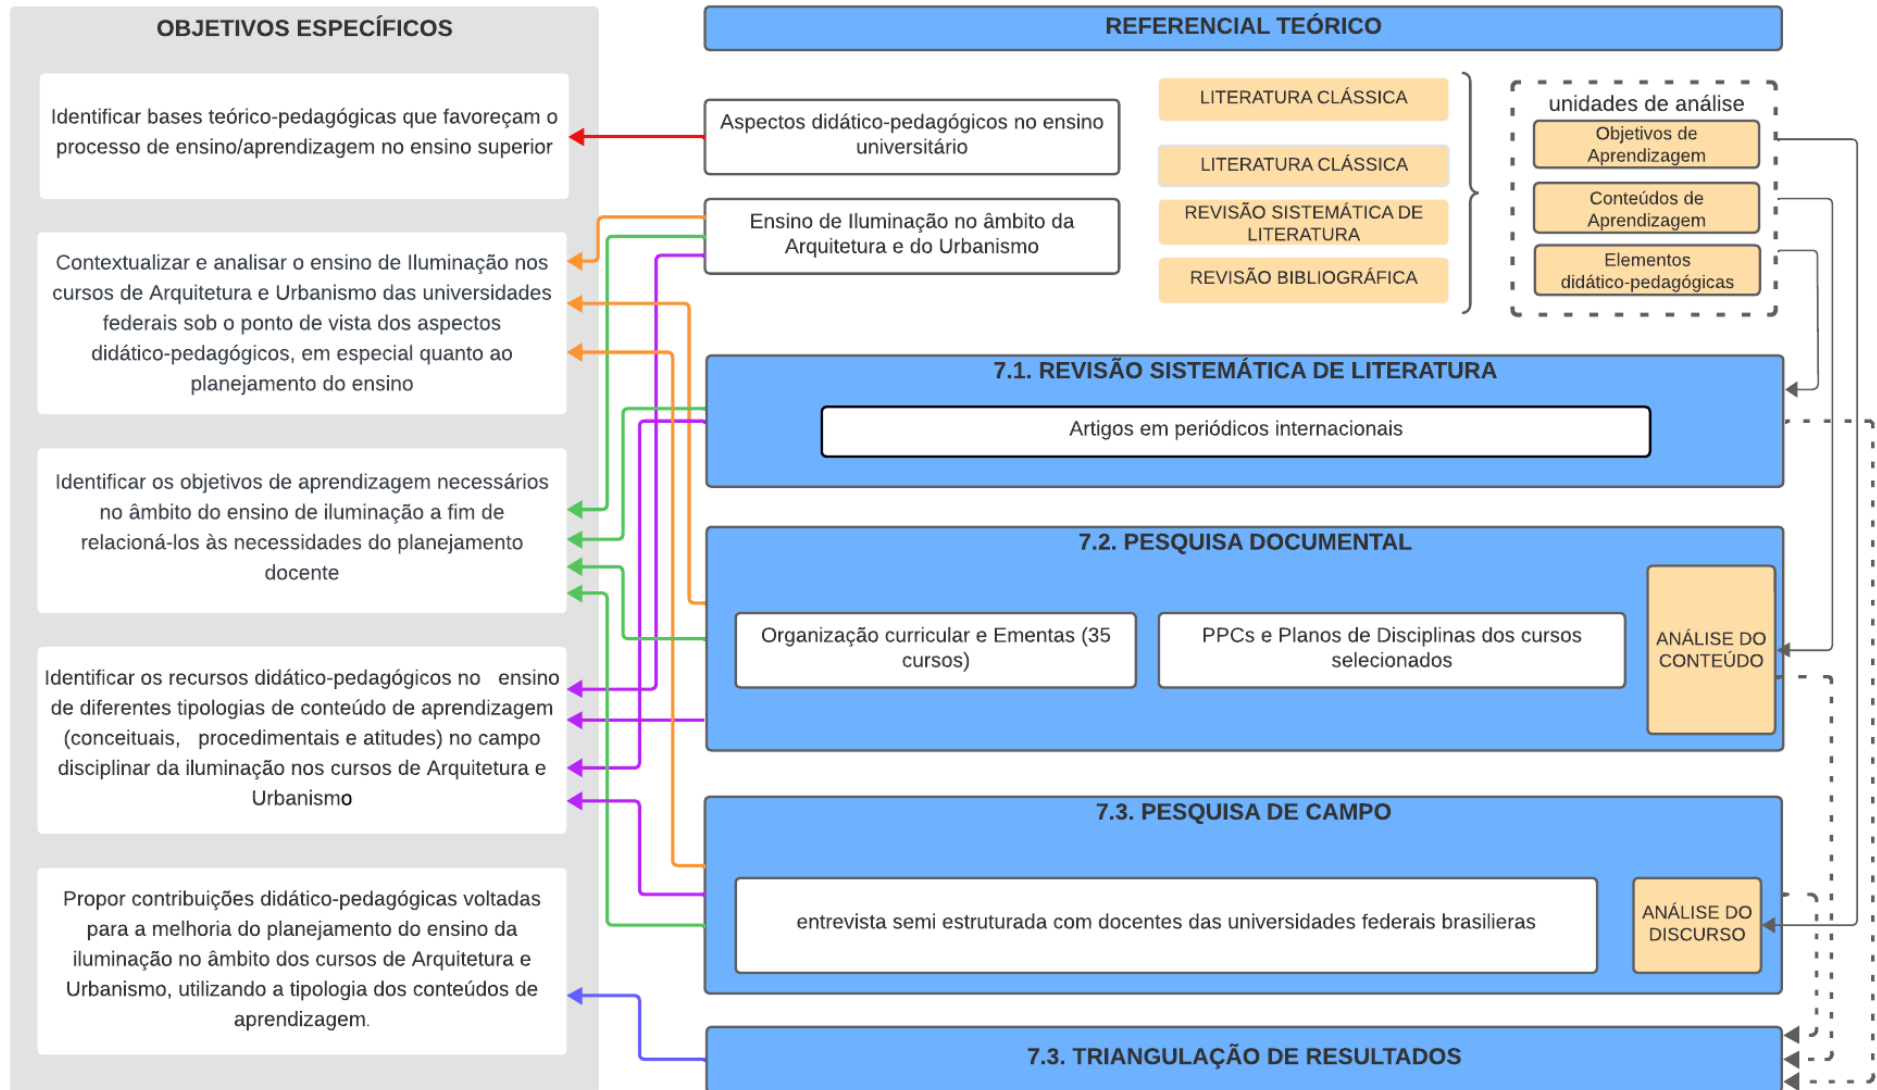 OBJETIVOS ESPECÍFICOS
Identificar bases teórico-pedagógicas que favoreçam o
processo de ensino/aprendizagem no ensino superior
Contextualizar e analisar o ensino de Iluminação nos
cursos de Arquitetura e Urbanismo das universidades
federais sob o ponto de vista dos aspectos
didático-pedagógicos, em especial quanto ao
planejamento do ensino
Identificar os objetivos de aprendizagem necessários
no âmbito do ensino de iluminação a fim de
relacioná-los às necessidades do planejamento
docente
Identificar os recursos didático-pedagógicos no ensino
de diferentes tipologias de conteúdo de aprendizagem
(conceituais, procedimentais e atitudes) no campo
disciplinar da iluminação nos cursos de Arquitetura e
Urbanismo
Propor contribuições didático-pedagógicas voltadas
para a melhoria do planejamento do ensino da
iluminação no âmbito dos cursos de Arquitetura e
Urbanismo, utilizando a tipologia dos conteúdos de
aprendizagem.
REFERENCIAL TEÓRICO
Aspectos didático-pedagógicos no ensino
universitário
Ensino de Iluminação no âmbito da
Arquitetura e do Urbanismo
LITERATURA CLÁSSICA
LITERATURA CLÁSSICA
REVISÃO SISTEMÁTICA DE
LITERATURA
REVISÃO BIBLIOGRÁFICA
unidades de análise
Objetivos de
Aprendizagem
Conteúdos de
Aprendizagem
Elementos
didático-pedagógicas
7.1. REVISÃO SISTEMÁTICA DE LITERATURA
Artigos em periódicos internacionais
7.2. PESQUISA DOCUMENTAL
Organização curricular e Ementas (35
cursos)
PPCs e Planos de Disciplinas dos cursos
selecionados
ANÁLISE DO
CONTEÚDO
7.3. PESQUISA DE CAMPO
entrevista semi estruturada com docentes das universidades federais brasilieras
ANÁLISE DO
DISCURSO
7.3. TRIANGULAÇÃO DE RESULTADOS